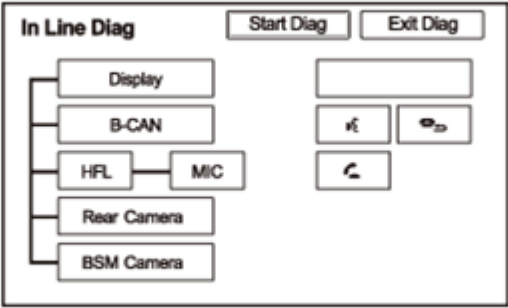 In Line Diag Start Diag Exit Diag
Display
B-CAN
HFL MIC
Rear Camera
BSM Camera